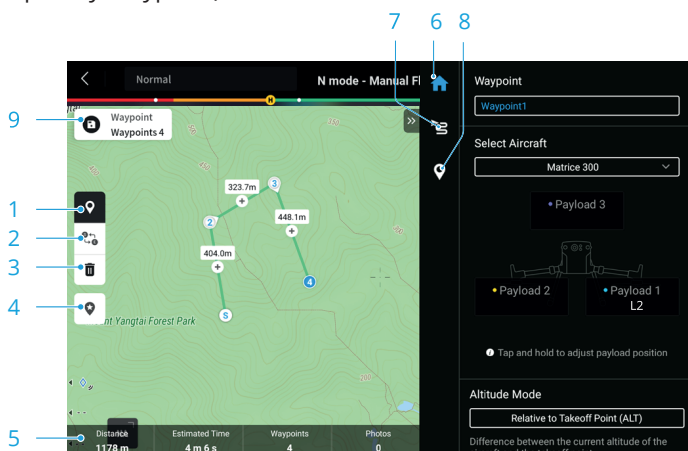 7 6 8
Normal
N mode - Manual Fl
Waypoint
Waypoint1
9
Waypoint
Waypoints 4
Select Aircraft
Matrice 300
Payload 3
323.7m
3
448.1m
2
404.0m
4
S
1
2
3
4
Payload 2
Payload 1
L2
nt Yangtai Forest Park
Tap and hold to adjust payload position
Altitude Mode
Relative to Takeoff Point (ALT)
5
Distance
Estimated Time
Waypoints
Photos
1178 m
4 m 6 s
4
0
Difference between the current altitude of the